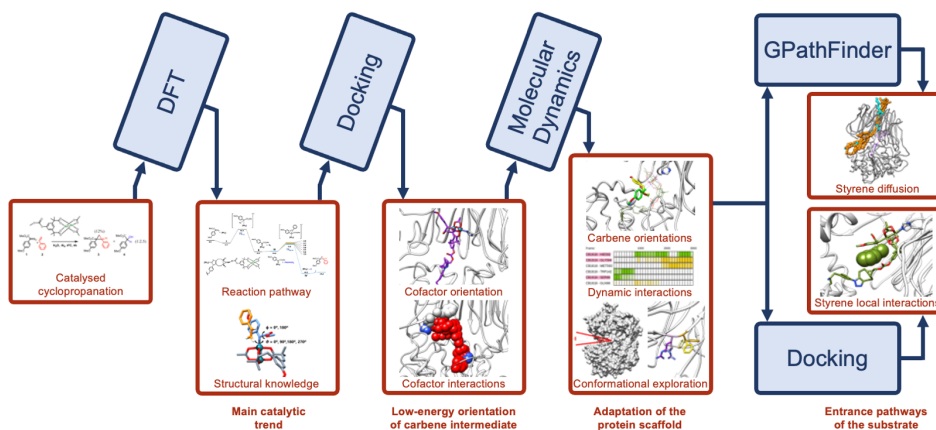 DFT
Docking
Molecular
Dynamics
GPathFinder
Styrene diffusion
Catalysed
cyclopropanation
Reaction pathway
Structural knowledge
Cofactor orientation
Cofactor interactions
Carbene orientations
Dynamic interactions
Conformational exploration
Styrene local interactions
Docking
Main catalytic
trend
Low-energy orientation
of carbene intermediate
Adaptation of the
protein scaffold
Entrance pathways
of the substrate